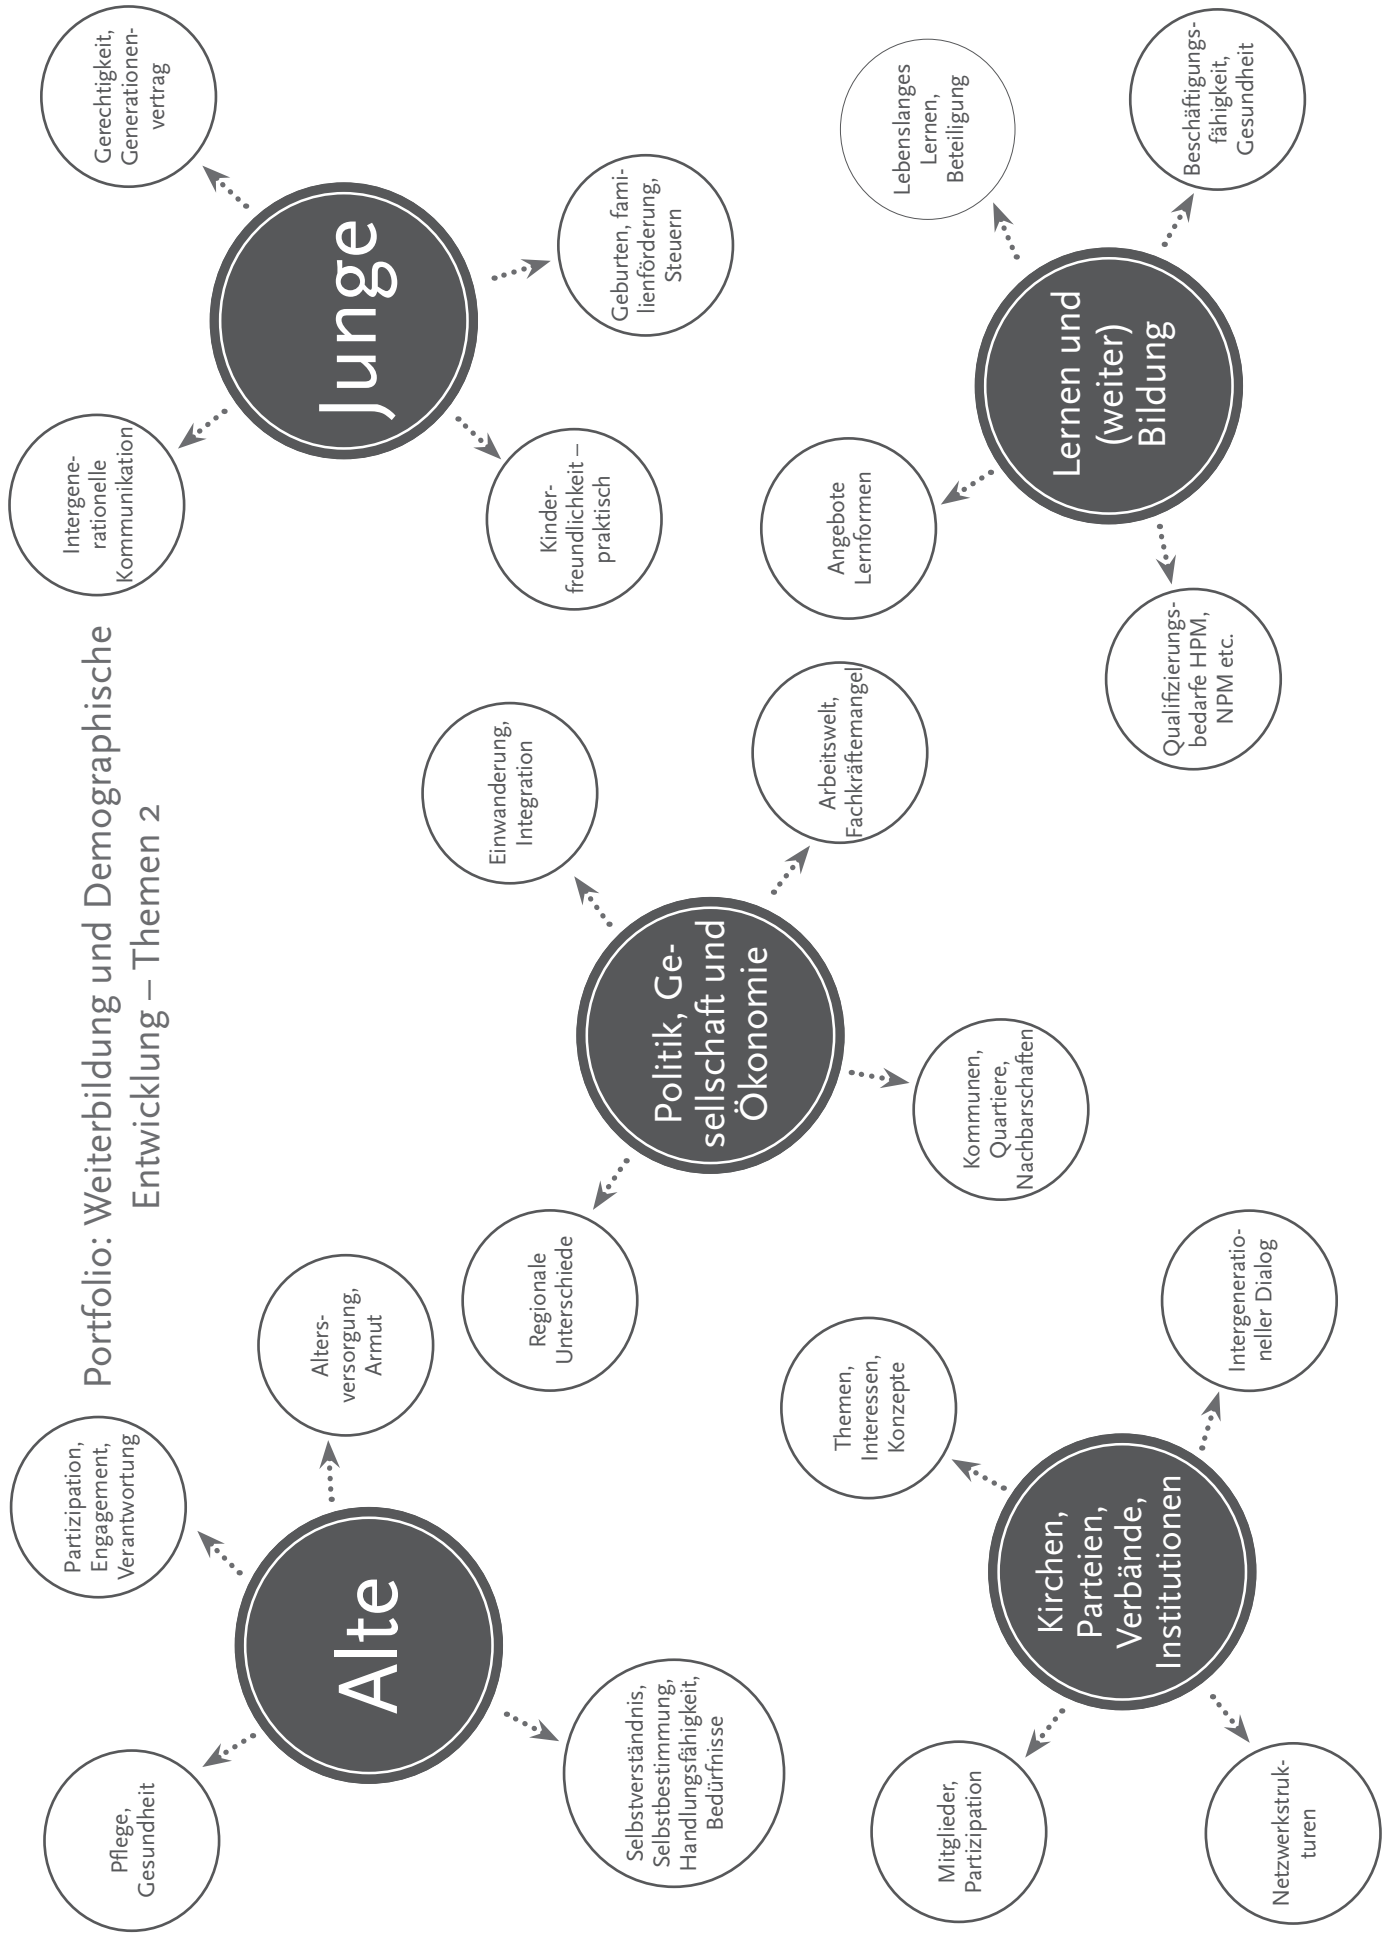 Portfolio: Weiterbildung und Demographische
Entwicklung – Themen 2
Alte
Pflege,
Gesundheit
Partizipation,
Engagement,
Verantwortung
Alters-
versorgung,
Armut
Selbstverständnis,
Selbstbestimmung,
Handlungsfähigkeit,
Bedürfnisse
Junge
Intergene-
rationelle
Kommunikation
Gerechtigkeit,
Generationen-
vertrag
Kinder-
freundlichkeit –
praktisch
Geburten, fami-
lienförderung,
Steuern
Politik, Ge-
sellschaft und
Ökonomie
Regionale
Unterschiede
Einwanderung,
Integration
Kommunen,
Quartiere,
Nachbarschaften
Arbeitswelt,
Fachkräftemangel
Kirchen,
Parteien,
Verbände,
Institutionen
Mitglieder,
Partizipation
Themen,
Interessen,
Konzepte
Netzwerkstruk-
turen
Intergeneratio-
neller Dialog
Lernen und
(weiter)
Bildung
Angebote
Lernformen
Lebenslanges
Lernen,
Beteiligung
Qualifizierungs-
bedarfe HPM,
NPM etc.
Beschäftigungs-
fähigkeit,
Gesundheit